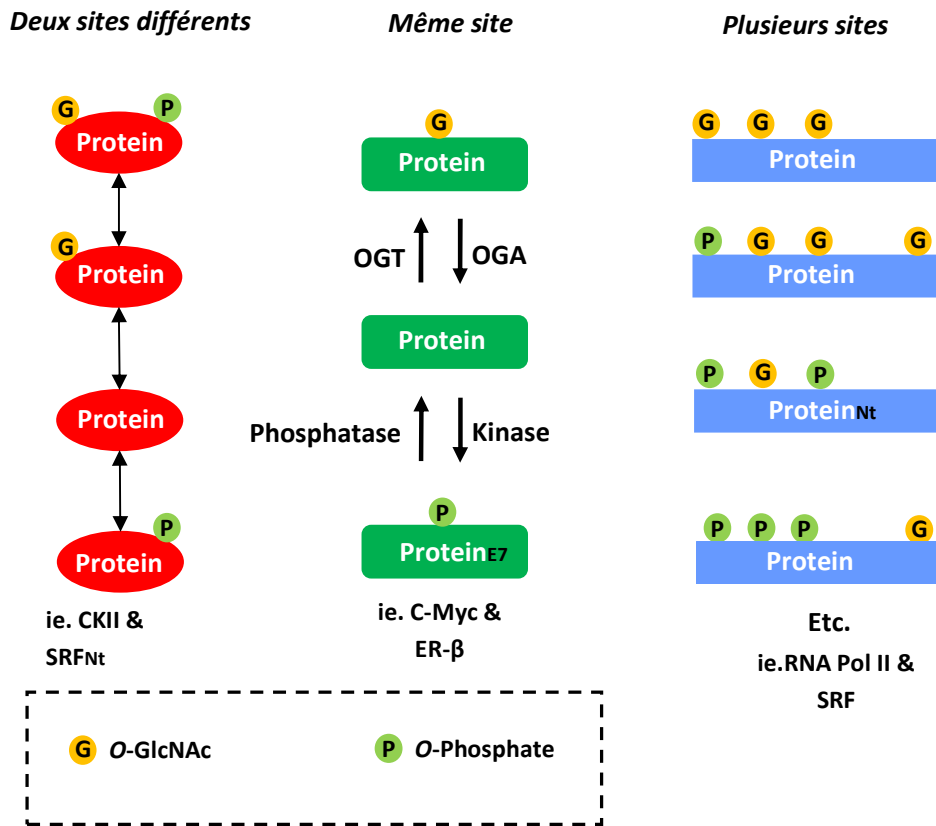 Deux sites différents
Même site
Plusieurs sites
G
P
Protein
G
Protein
Protein
P
Protein
ie. CKII &
SRFNt
G
Protein
OGT
OGA
Protein
Phosphatase
Kinase
P
ProteinE7
ie. C-Myc &
ER-β
G G G
Protein
P G G G
Protein
P G P
ProteinNt
P P P G
Protein
Etc.
ie.RNA Pol II &
SRF
G O-GlcNAc
P O-Phosphate